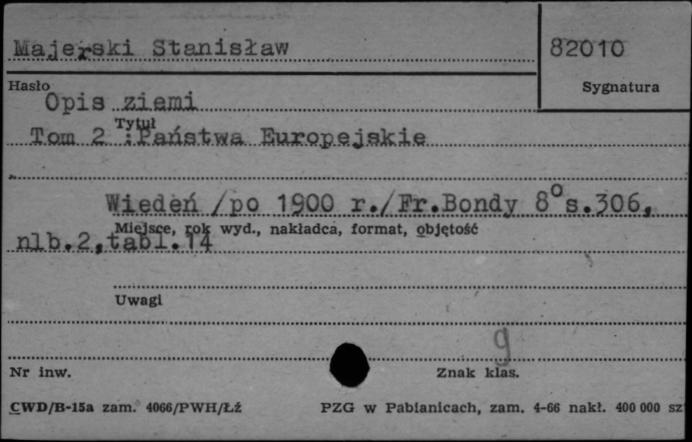 Majerski Stanisław
82010
Hasło
Sygnatura
Opis ziemi
Tytuł
Tom 2 :Państwa Europejskie
Wiedeń /po 1900 r./Fr.Bondy 8° s.306,
Miejsce, rok wyd., nakładca, format, objętość
nlb.2,tabl.14
Uwagi
g
Nr inw.
Znak klas.
CWD/B-15a zam. 4066/PWH/Łź
PZG w Pabianicach, zam. 4-66 nakł. 400 000 sz